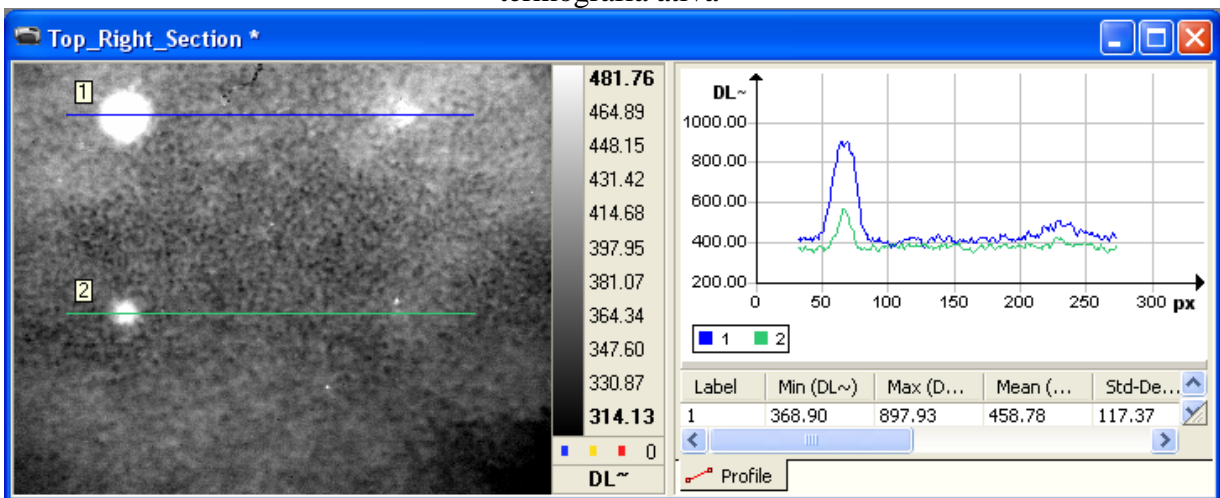 termografia ativa
Top_Right_Section *
1
2
481.76
464.89
448.15
431.42
414.68
397.95
381.07
364.34
347.60
330.87
314.13
0
DL~
DL~
1000.00
800.00
600.00
400.00
200.00
0 50 100 150 200 250 300 px
1 2
Label Min (DL~) Max (D... Mean (... Std-De...
1 368.90 897.93 458.78 117.37
Profile